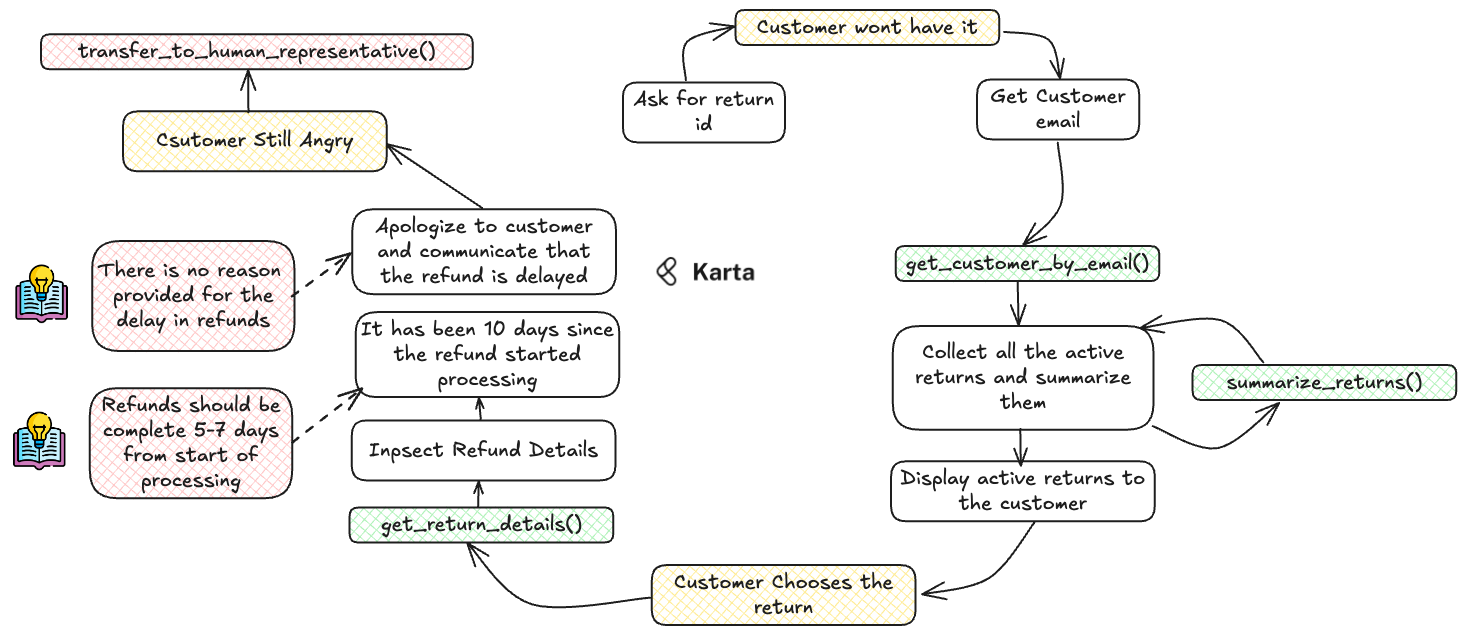 Customer wont have it
transfer_to_human_representative()
Ask for return
id
Get Customer
email
Csutomer Still Angry
Apologize to customer
and communicate that
the refund is delayed
There is no reason
provided for the
delay in refunds
Karta
get_customer_by_email()
It has been 10 days since
the refund started
processing
Collect all the active
returns and summarize
them
summarize_returns()
Refunds should be
complete 5-7 days
from start of
processing
Inpsect Refund Details
Display active returns to
the customer
get_return_details()
Customer Chooses the
return